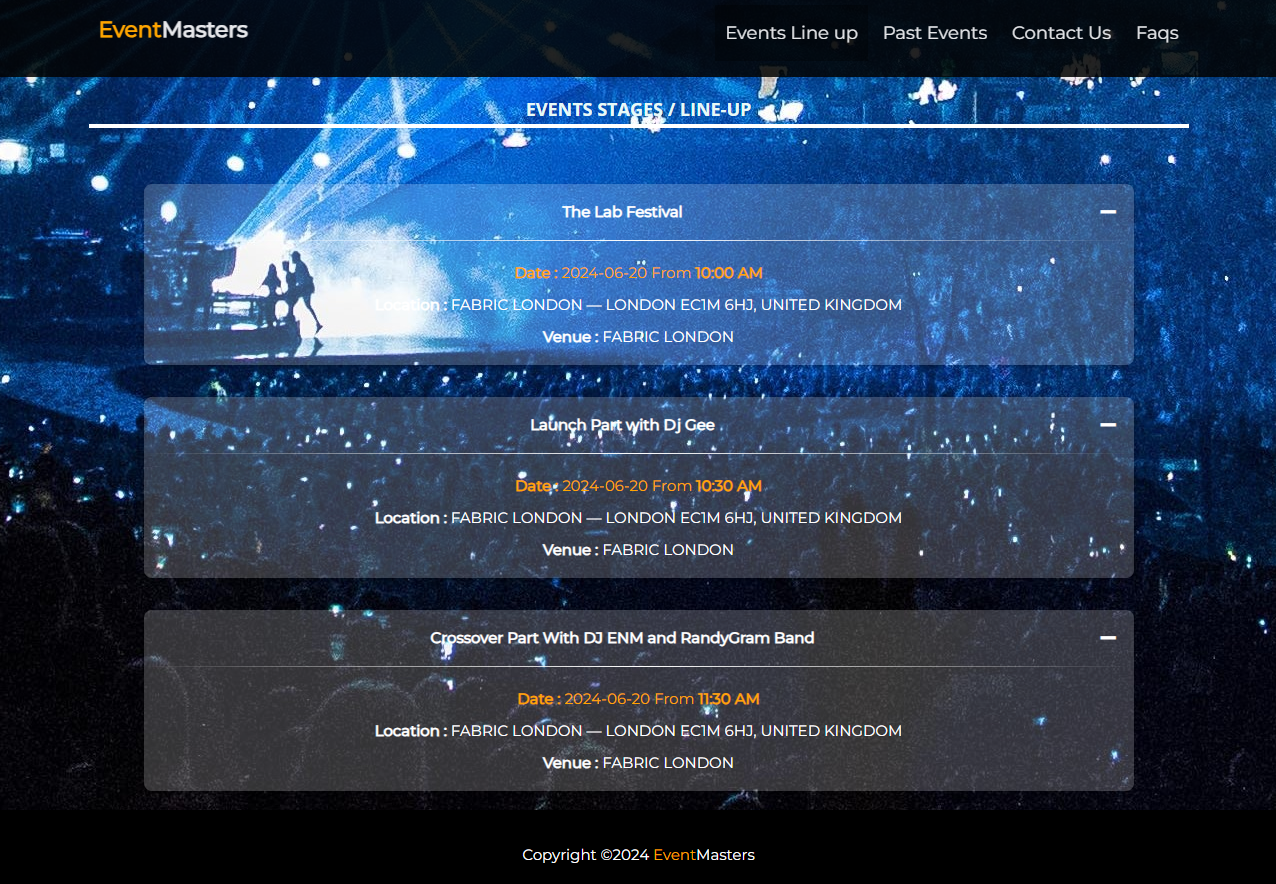 EventMasters
Events Line up Past Events Contact Us Faqs
EVENTS STAGES / LINE-UP
The Lab Festival
Date : 2024-06-20 From 10:00 AM
Location : FABRIC LONDON — LONDON EC1M 6HJ, UNITED KINGDOM
Venue : FABRIC LONDON
Launch Part with Dj Gee
Date : 2024-06-20 From 10:30 AM
Location : FABRIC LONDON — LONDON EC1M 6HJ, UNITED KINGDOM
Venue : FABRIC LONDON
Crossover Part With DJ ENM and RandyGram Band
Date : 2024-06-20 From 11:30 AM
Location : FABRIC LONDON — LONDON EC1M 6HJ, UNITED KINGDOM
Venue : FABRIC LONDON
Copyright ©2024 EventMasters